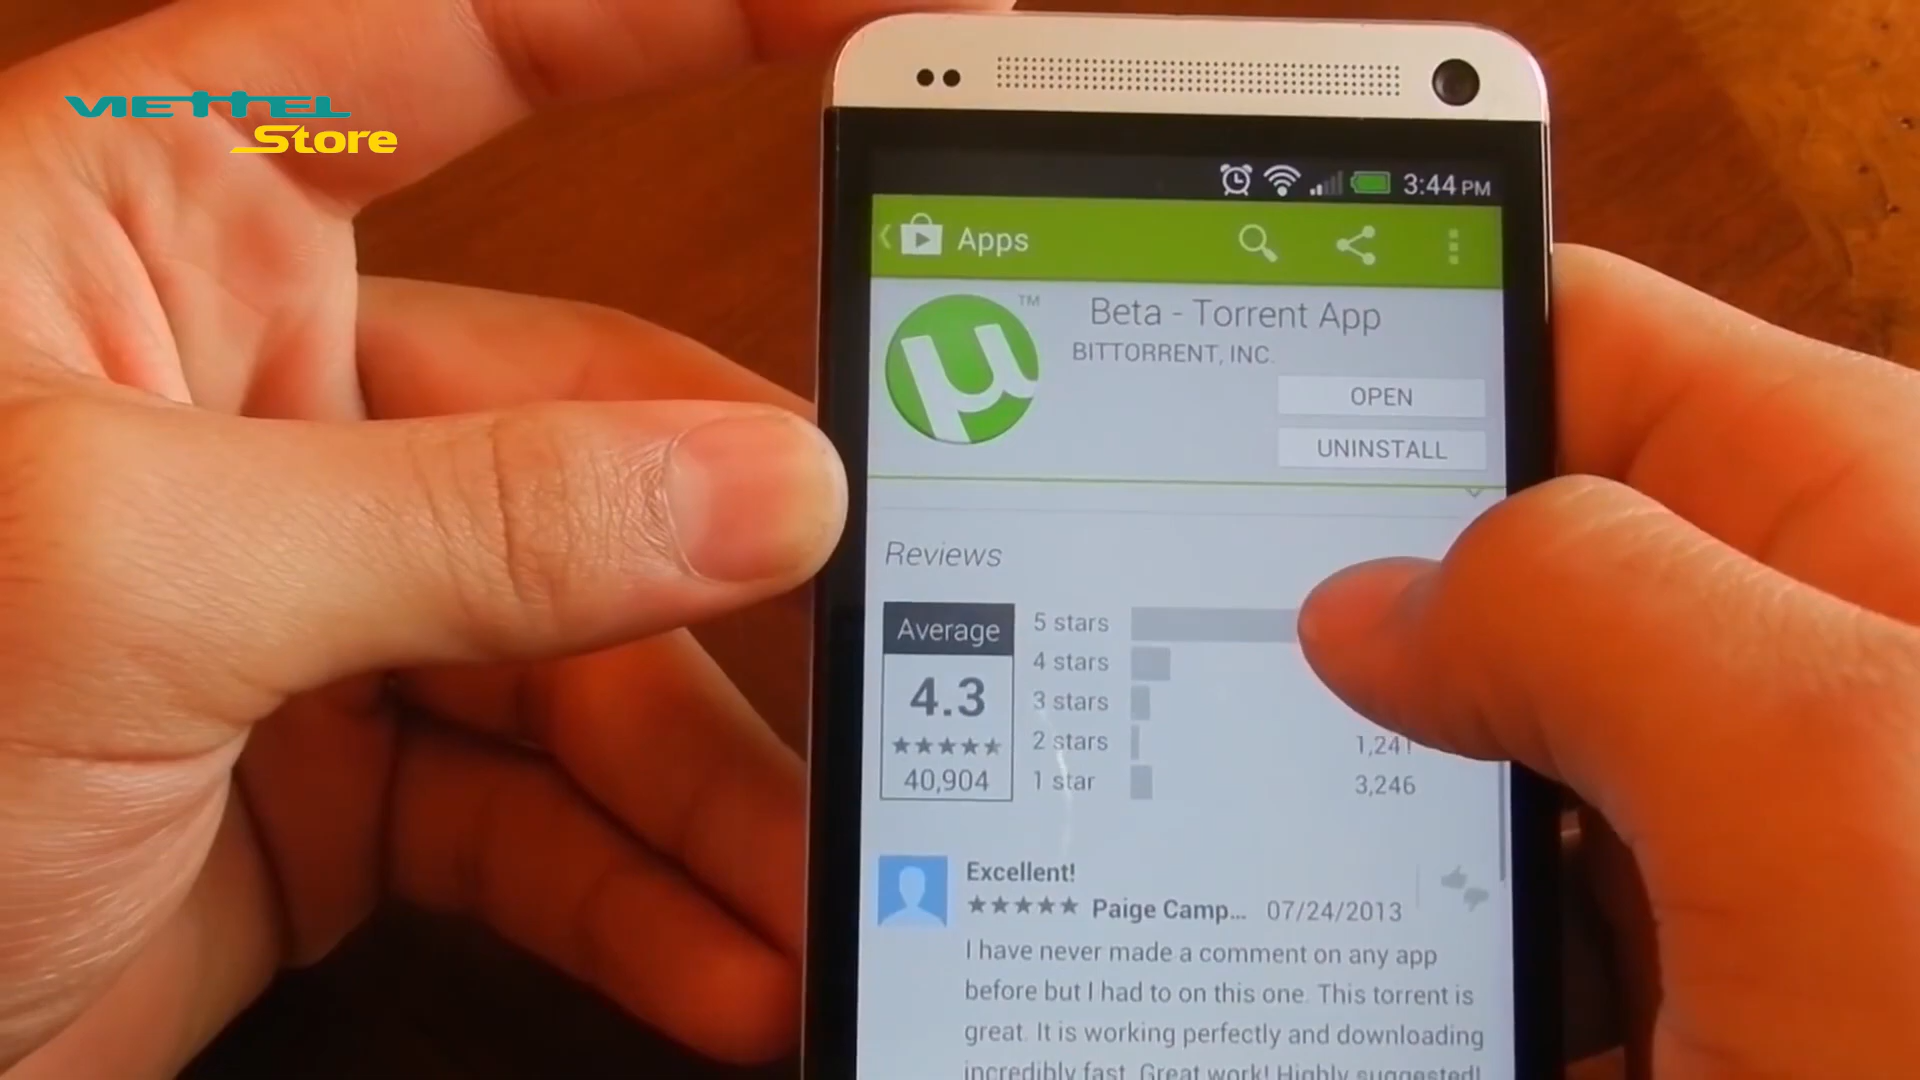 VIETTEL
Store
3:44 PM
Apps
TM
Beta - Torrent App
BITTORRENT, INC.
OPEN
UNINSTALL
Reviews
Average
4.3
40,904
5 stars
4 stars
3 stars
2 stars 1,241
1 star 3,246
Excellent!
Paige Camp... 07/24/2013
I have never made a comment on any app
before but I had to on this one. This torrent is
great. It is working perfectly and downloading
incredibly fast. Great work! Highly suggested!